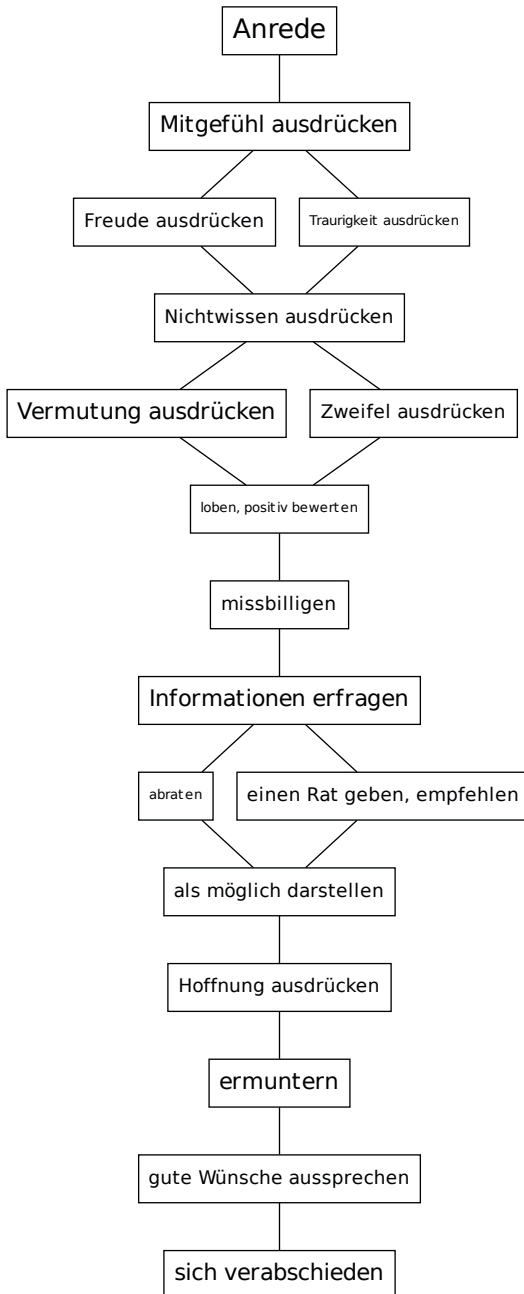 Anrede
Mitgefühl ausdrücken
Freude ausdrücken
Traurigkeit ausdrücken
Nichtwissen ausdrücken
Vermutung ausdrücken
Zweifel ausdrücken
loben, positiv bewerten
missbilligen
Informationen erfragen
abraten
einen Rat geben, empfehlen
als möglich darstellen
Hoffnung ausdrücken
ermuntern
gute Wünsche aussprechen
sich verabschieden